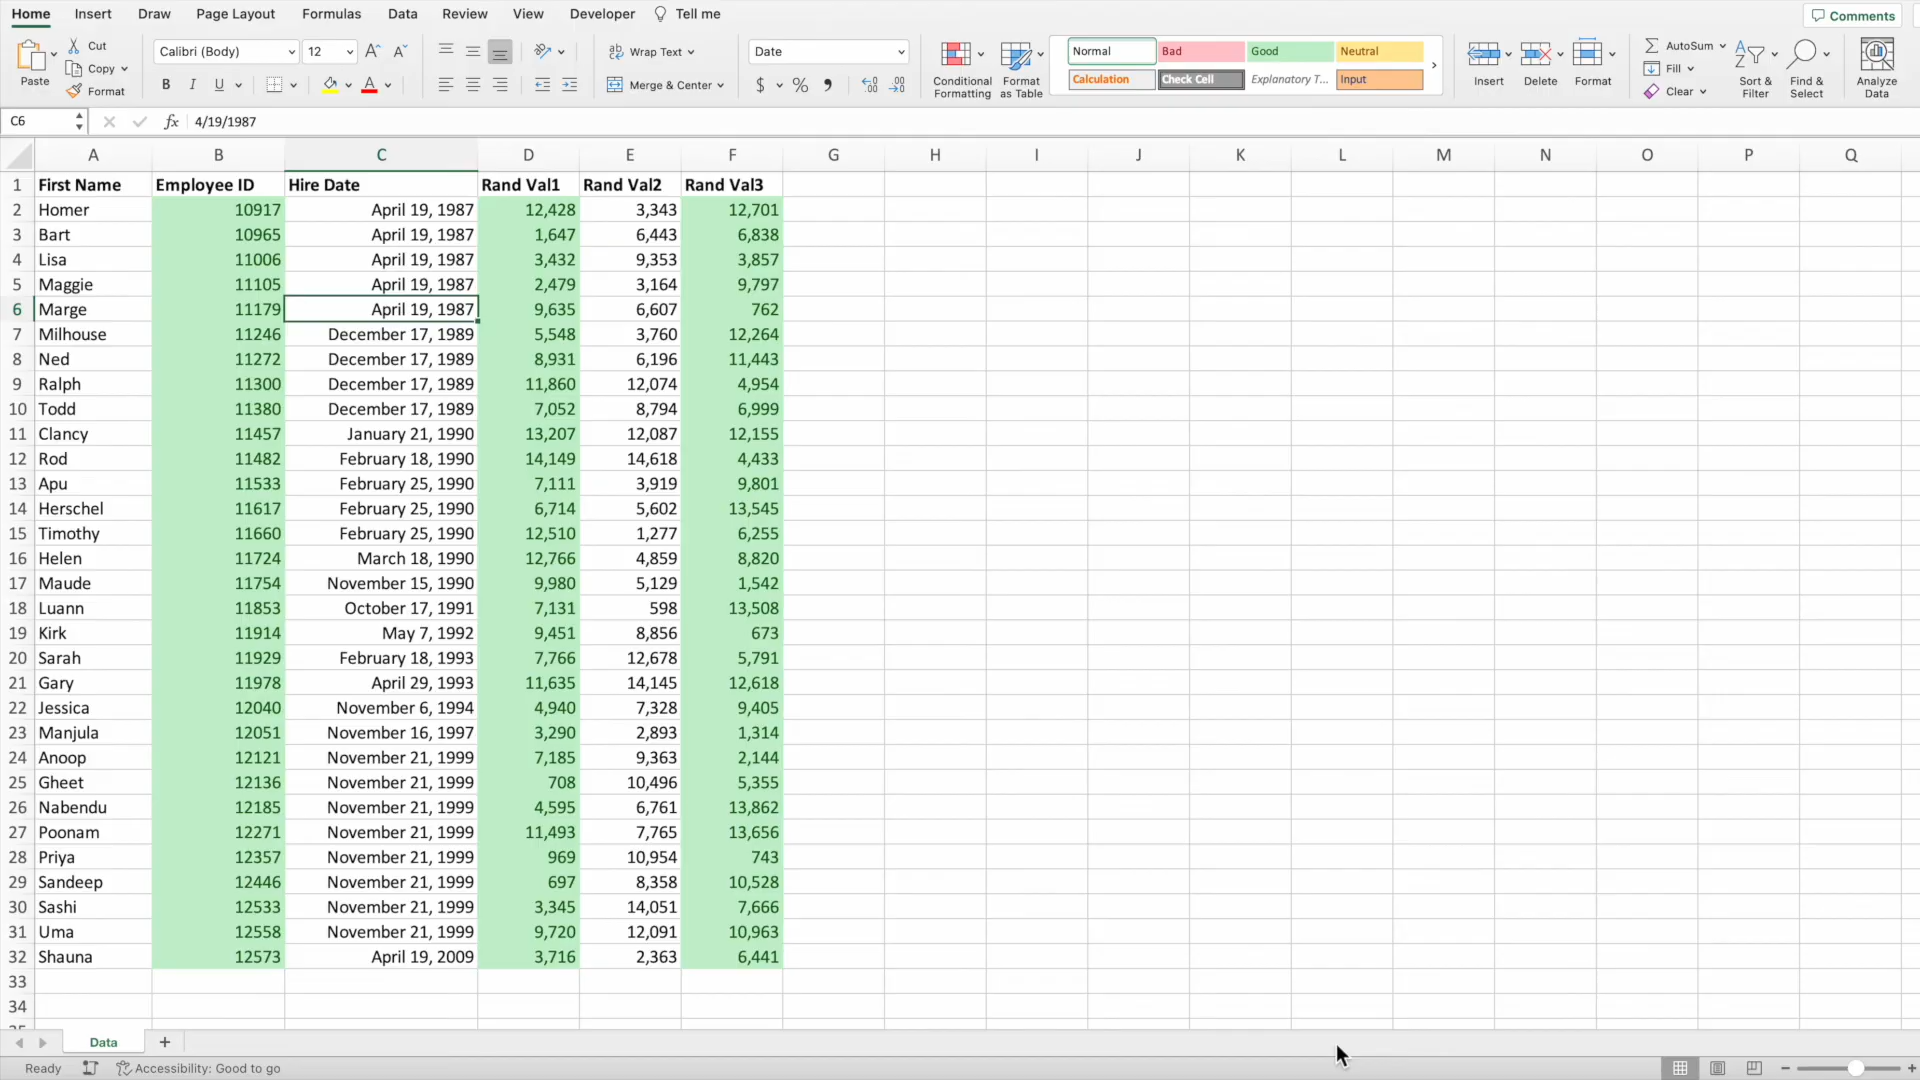 Home Insert Draw Page Layout Formulas Data Review View Developer Tell me Comments
Paste Cut Copy Format
Calibri (Body) 12 A A
B I U A
Wrap Text
Merge & Center
Date
$ % ,
Conditional Formatting
Format as Table
Normal Bad Good Neutral
Calculation Check Cell Explanatory T... Input
Insert Delete Format
AutoSum
Fill
Clear
Sort & Filter
Find & Select
Analyze Data
C6 fx 4/19/1987
A B C D E F G H I J K L M N O P Q
1 First Name Employee ID Hire Date Rand Val1 Rand Val2 Rand Val3
2 Homer 10917 April 19, 1987 12,428 3,343 12,701
3 Bart 10965 April 19, 1987 1,647 6,443 6,838
4 Lisa 11006 April 19, 1987 3,432 9,353 3,857
5 Maggie 11105 April 19, 1987 2,479 3,164 9,797
6 Marge 11179 April 19, 1987 9,635 6,607 762
7 Milhouse 11246 December 17, 1989 5,548 3,760 12,264
8 Ned 11272 December 17, 1989 8,931 6,196 11,443
9 Ralph 11300 December 17, 1989 11,860 12,074 4,954
10 Todd 11380 December 17, 1989 7,052 8,794 6,999
11 Clancy 11457 January 21, 1990 13,207 12,087 12,155
12 Rod 11482 February 18, 1990 14,149 14,618 4,433
13 Apu 11533 February 25, 1990 7,111 3,919 9,801
14 Herschel 11617 February 25, 1990 6,714 5,602 13,545
15 Timothy 11660 February 25, 1990 12,510 1,277 6,255
16 Helen 11724 March 18, 1990 12,766 4,859 8,820
17 Maude 11754 November 15, 1990 9,980 5,129 1,542
18 Luann 11853 October 17, 1991 7,131 598 13,508
19 Kirk 11914 May 7, 1992 9,451 8,856 673
20 Sarah 11929 February 18, 1993 7,766 12,678 5,791
21 Gary 11978 April 29, 1993 11,635 14,145 12,618
22 Jessica 12040 November 6, 1994 4,940 7,328 9,405
23 Manjula 12051 November 16, 1997 3,290 2,893 1,314
24 Anoop 12121 November 21, 1999 7,185 9,363 2,144
25 Gheet 12136 November 21, 1999 708 10,496 5,355
26 Nabendu 12185 November 21, 1999 4,595 6,761 13,862
27 Poonam 12271 November 21, 1999 11,493 7,765 13,656
28 Priya 12357 November 21, 1999 969 10,954 743
29 Sandeep 12446 November 21, 1999 697 8,358 10,528
30 Sashi 12533 November 21, 1999 3,345 14,051 7,666
31 Uma 12558 November 21, 1999 9,720 12,091 10,963
32 Shauna 12573 April 19, 2009 3,716 2,363 6,441
33
34
Data +
Ready Accessibility: Good to go